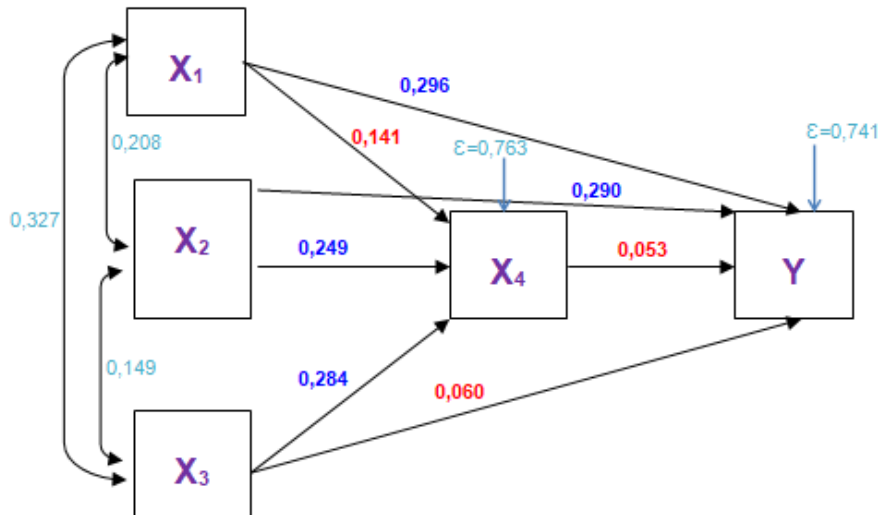 X₁
0,296
0,141
Ɛ=0,763
Ɛ=0,741
0,208
0,290
0,327
X₂
0,249
X₄
0,053
Y
0,149
0,284
0,060
X₃